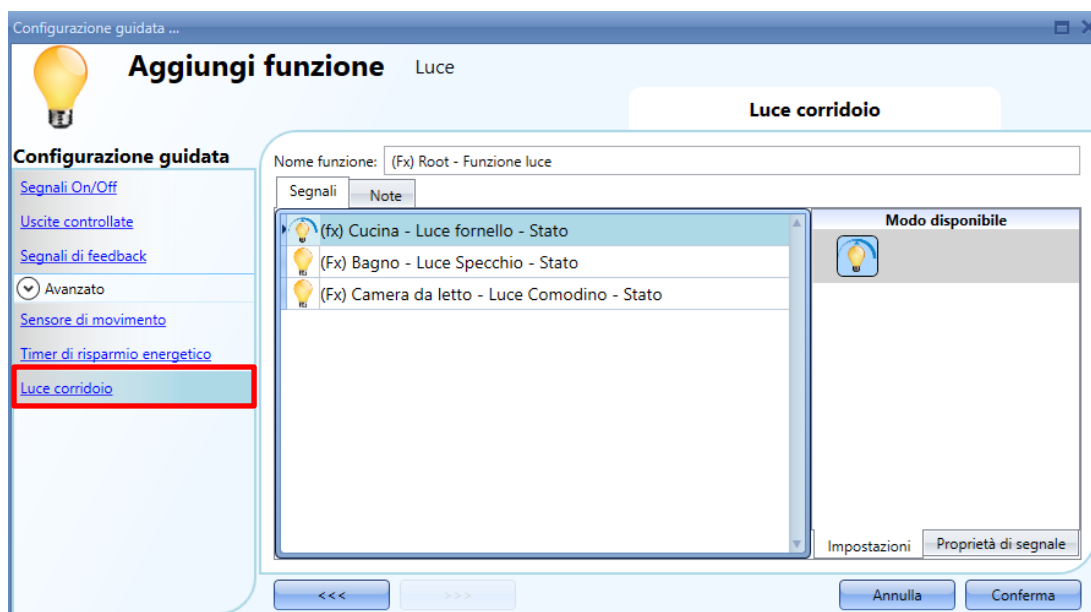 Configurazione guidata ...
Aggiungi funzione Luce
Luce corridoio
Configurazione guidata
Segnali On/Off
Uscite controllate
Segnali di feedback
Avanzato
Sensore di movimento
Timer di risparmio energetico
Luce corridoio
Nome funzione: (Fx) Root - Funzione luce
Segnali Note
(fx) Cucina - Luce fornello - Stato
(Fx) Bagno - Luce Specchio - Stato
(Fx) Camera da letto - Luce Comodino - Stato
Modo disponibile
Impostazioni Proprietà di segnale
<<< >>> Annulla Conferma